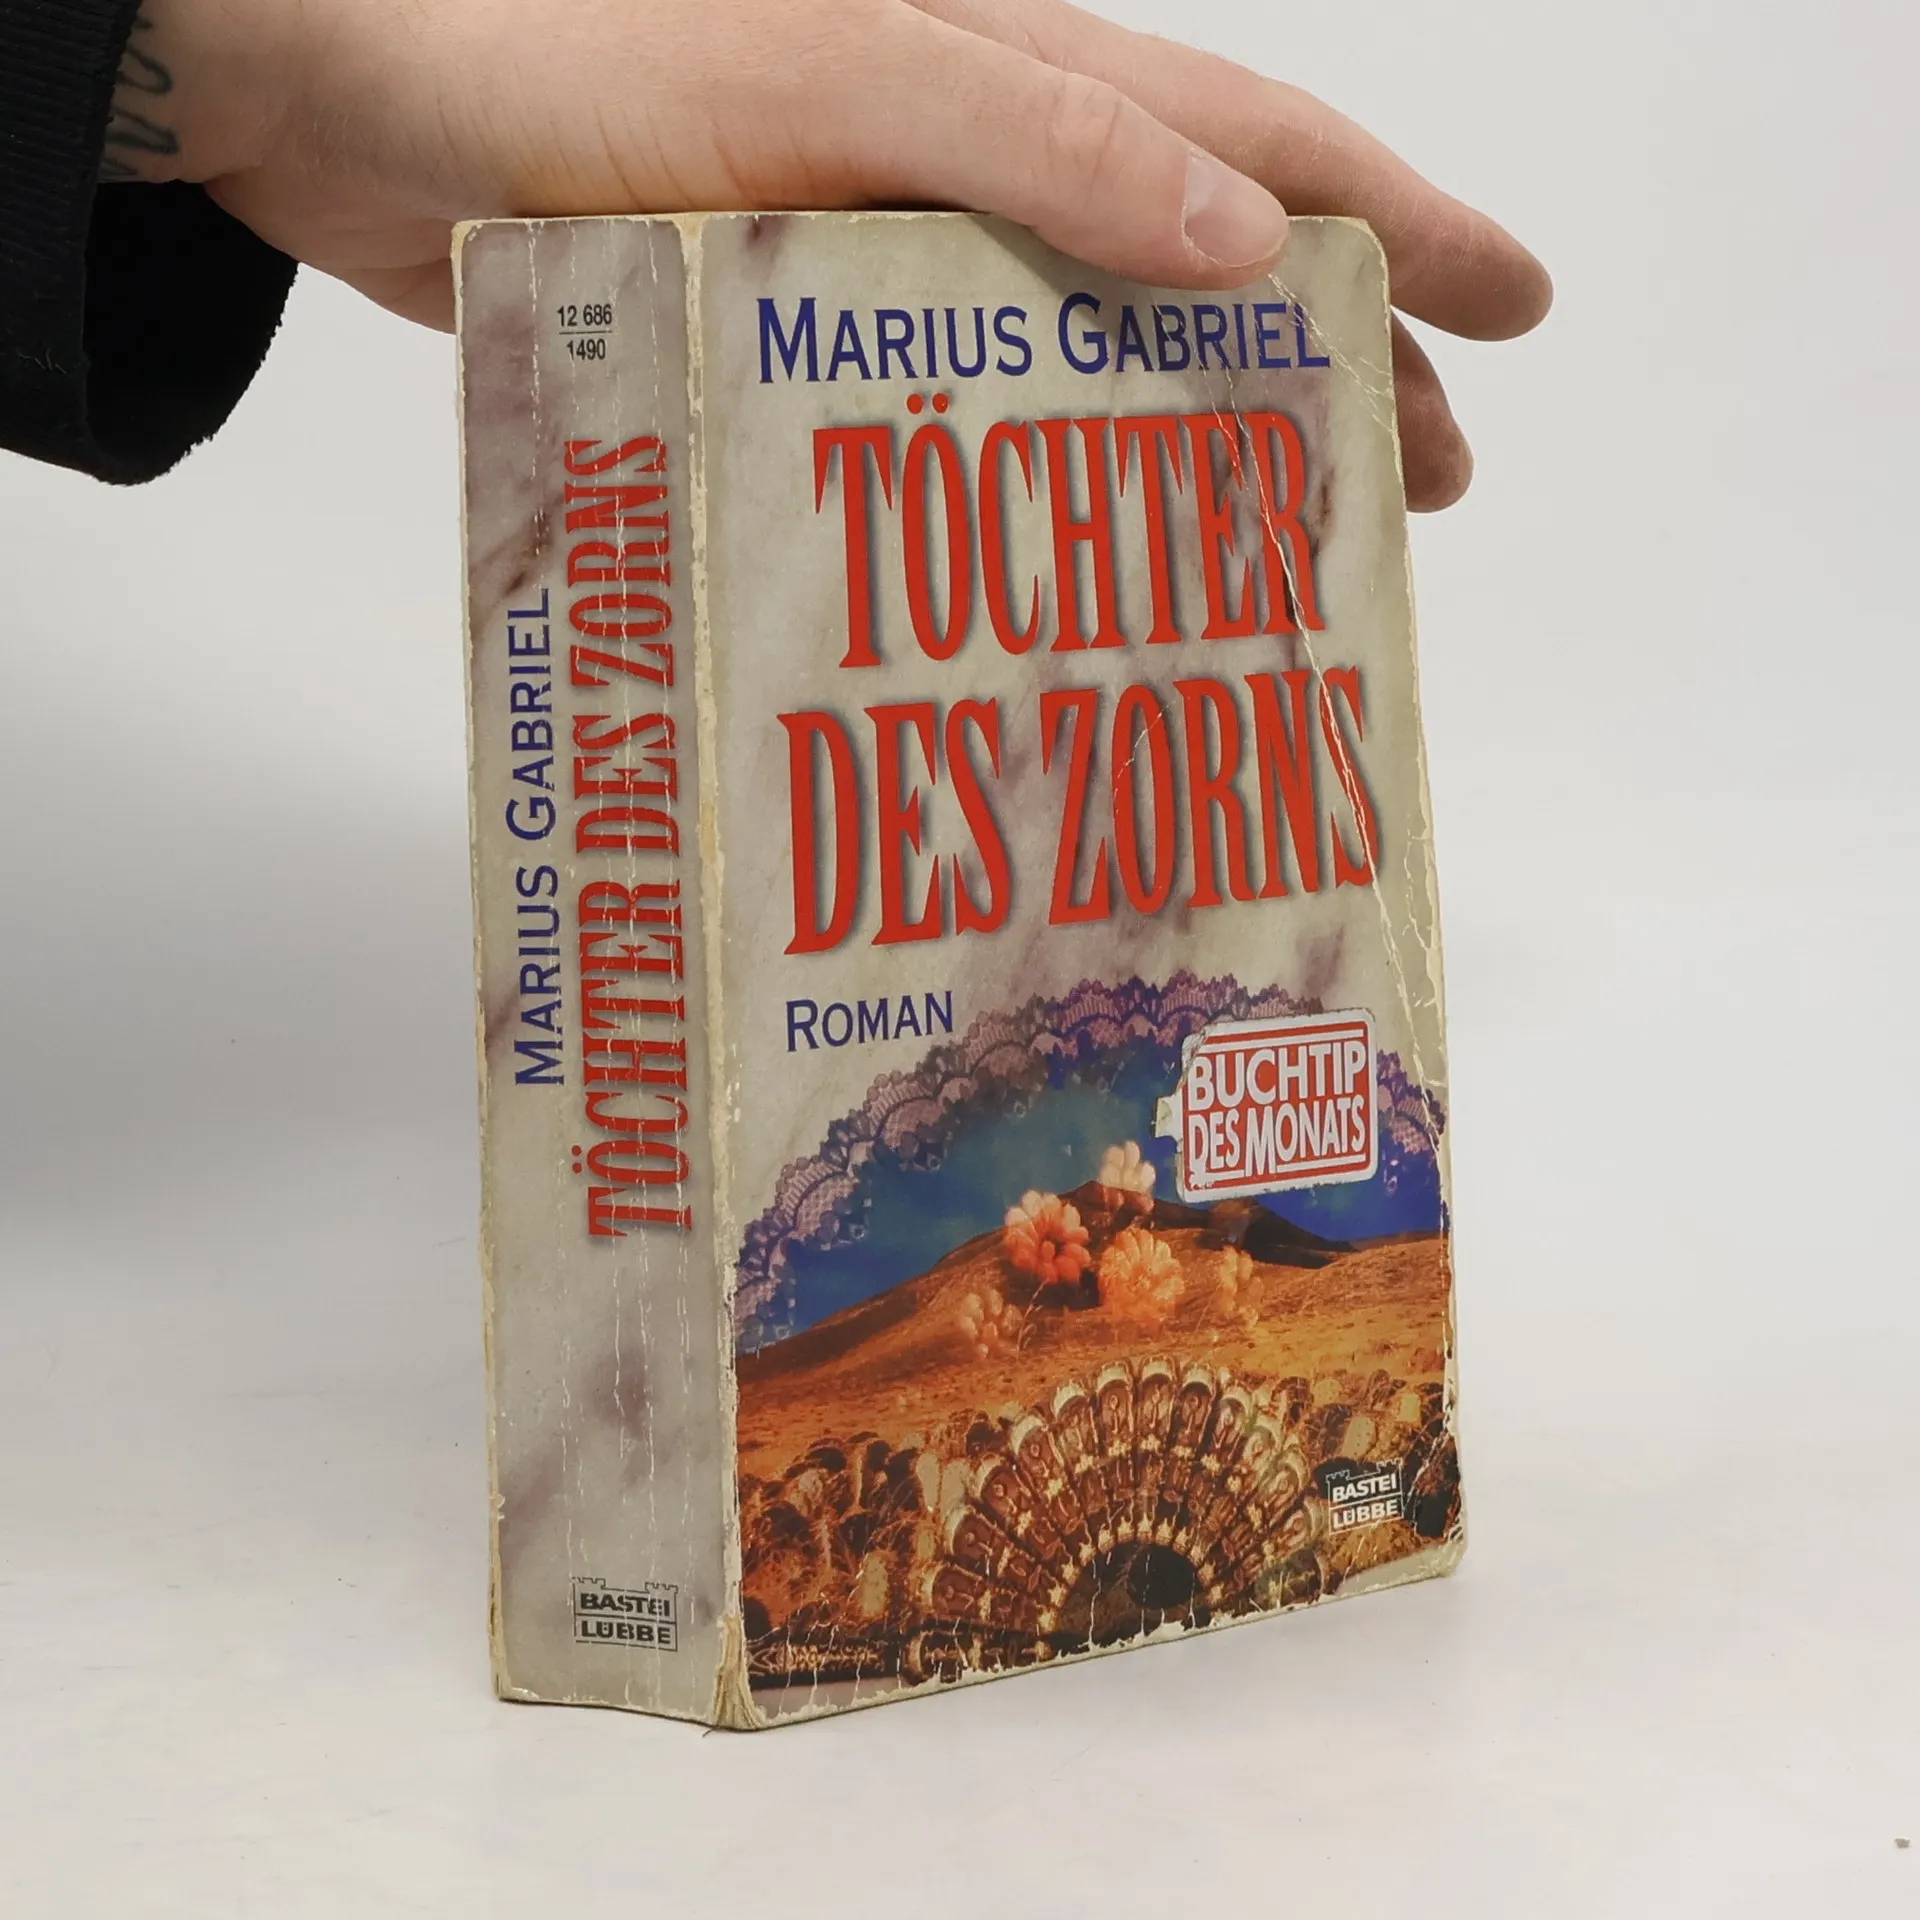 12 686
1490
MARIUS GABRIEL
TÖCHTER DES ZORNS
BASTEI
LÜBBE
MARIUS GABRIEL
TÖCHTER
DES ZORNS
ROMAN
BUCHTIP
DES MONATS
BASTEI
LÜBBE